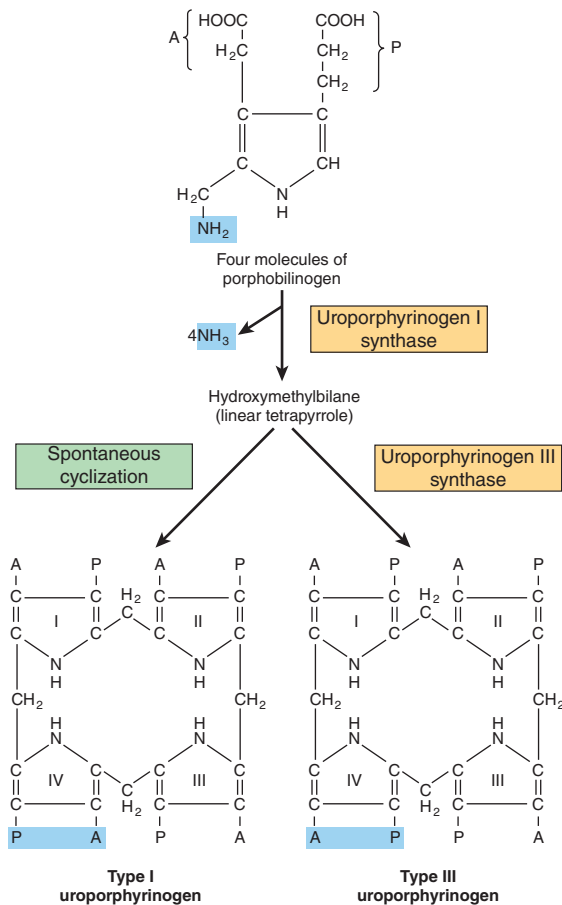 HOOC COOH
A H2C CH2 P
CH2
C C
C CH
H2C N
H
NH2
Four molecules of
porphobilinogen
4NH3
Uroporphyrinogen I
synthase
Hydroxymethylbilane
(linear tetrapyrrole)
Spontaneous
cyclization
Uroporphyrinogen III
synthase
A P A P
C C H2 C C
I C II
C C C C
N N
H H
CH2 CH2
H H
N N
C C C C
IV C III
C C H2 C C
P A P A
Type I
uroporphyrinogen
A P A P
C C H2 C C
I C II
C C C C
N N
H H
CH2 CH2
H H
N N
C C C C
IV C III
C C H2 C C
A P P A
Type III
uroporphyrinogen